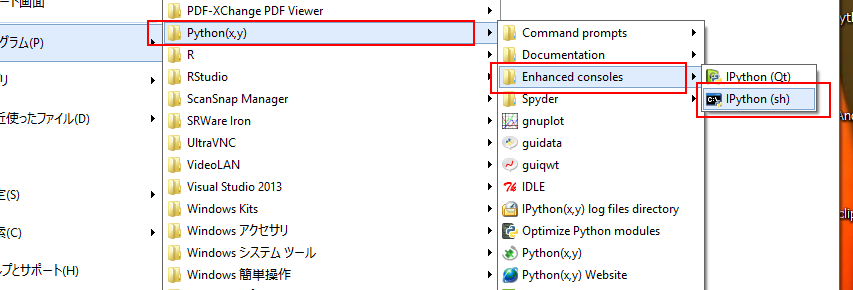 ート画面
グラム(P)
リ
近使ったファイル(D)
定(S)
索(C)
ルプとサポート(H)
PDF-XChange PDF Viewer
Python(x,y)
R
RStudio
ScanSnap Manager
SRWare Iron
UltraVNC
VideoLAN
Visual Studio 2013
Windows Kits
Windows アクセサリ
Windows システム ツール
Windows 簡単操作
Command prompts
Documentation
Enhanced consoles
Spyder
gnuplot
guidata
guiqwt
IDLE
IPython(x,y) log files directory
Optimize Python modules
Python(x,y)
Python(x,y) Website
IPython (Qt)
IPython (sh)
yth
And
clip